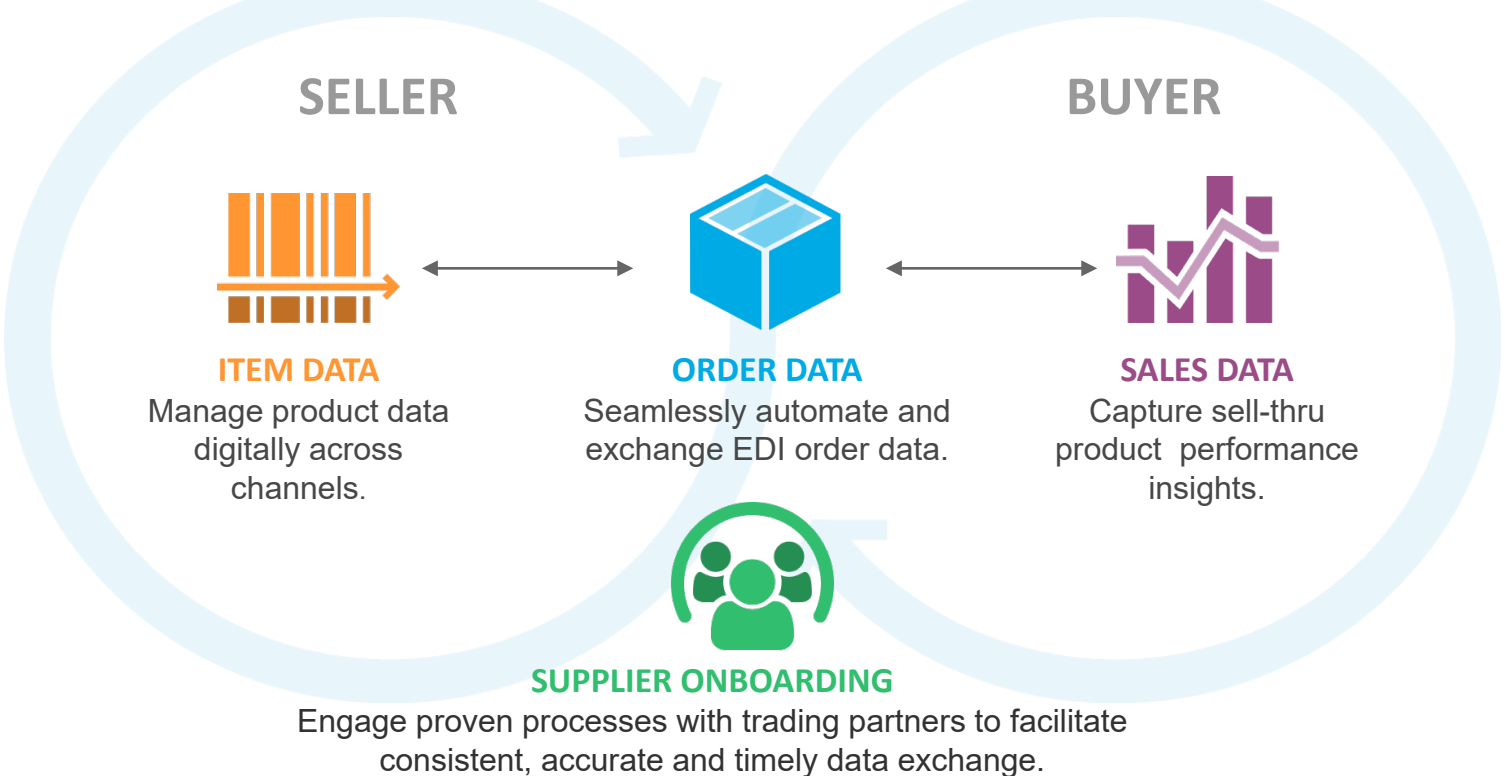 SELLER
BUYER
ITEM DATA
Manage product data
digitally across
channels.
ORDER DATA
Seamlessly automate and
exchange EDI order data.
SALES DATA
Capture sell-thru
product  performance
insights.
SUPPLIER ONBOARDING
Engage proven processes with trading partners to facilitate
consistent, accurate and timely data exchange.